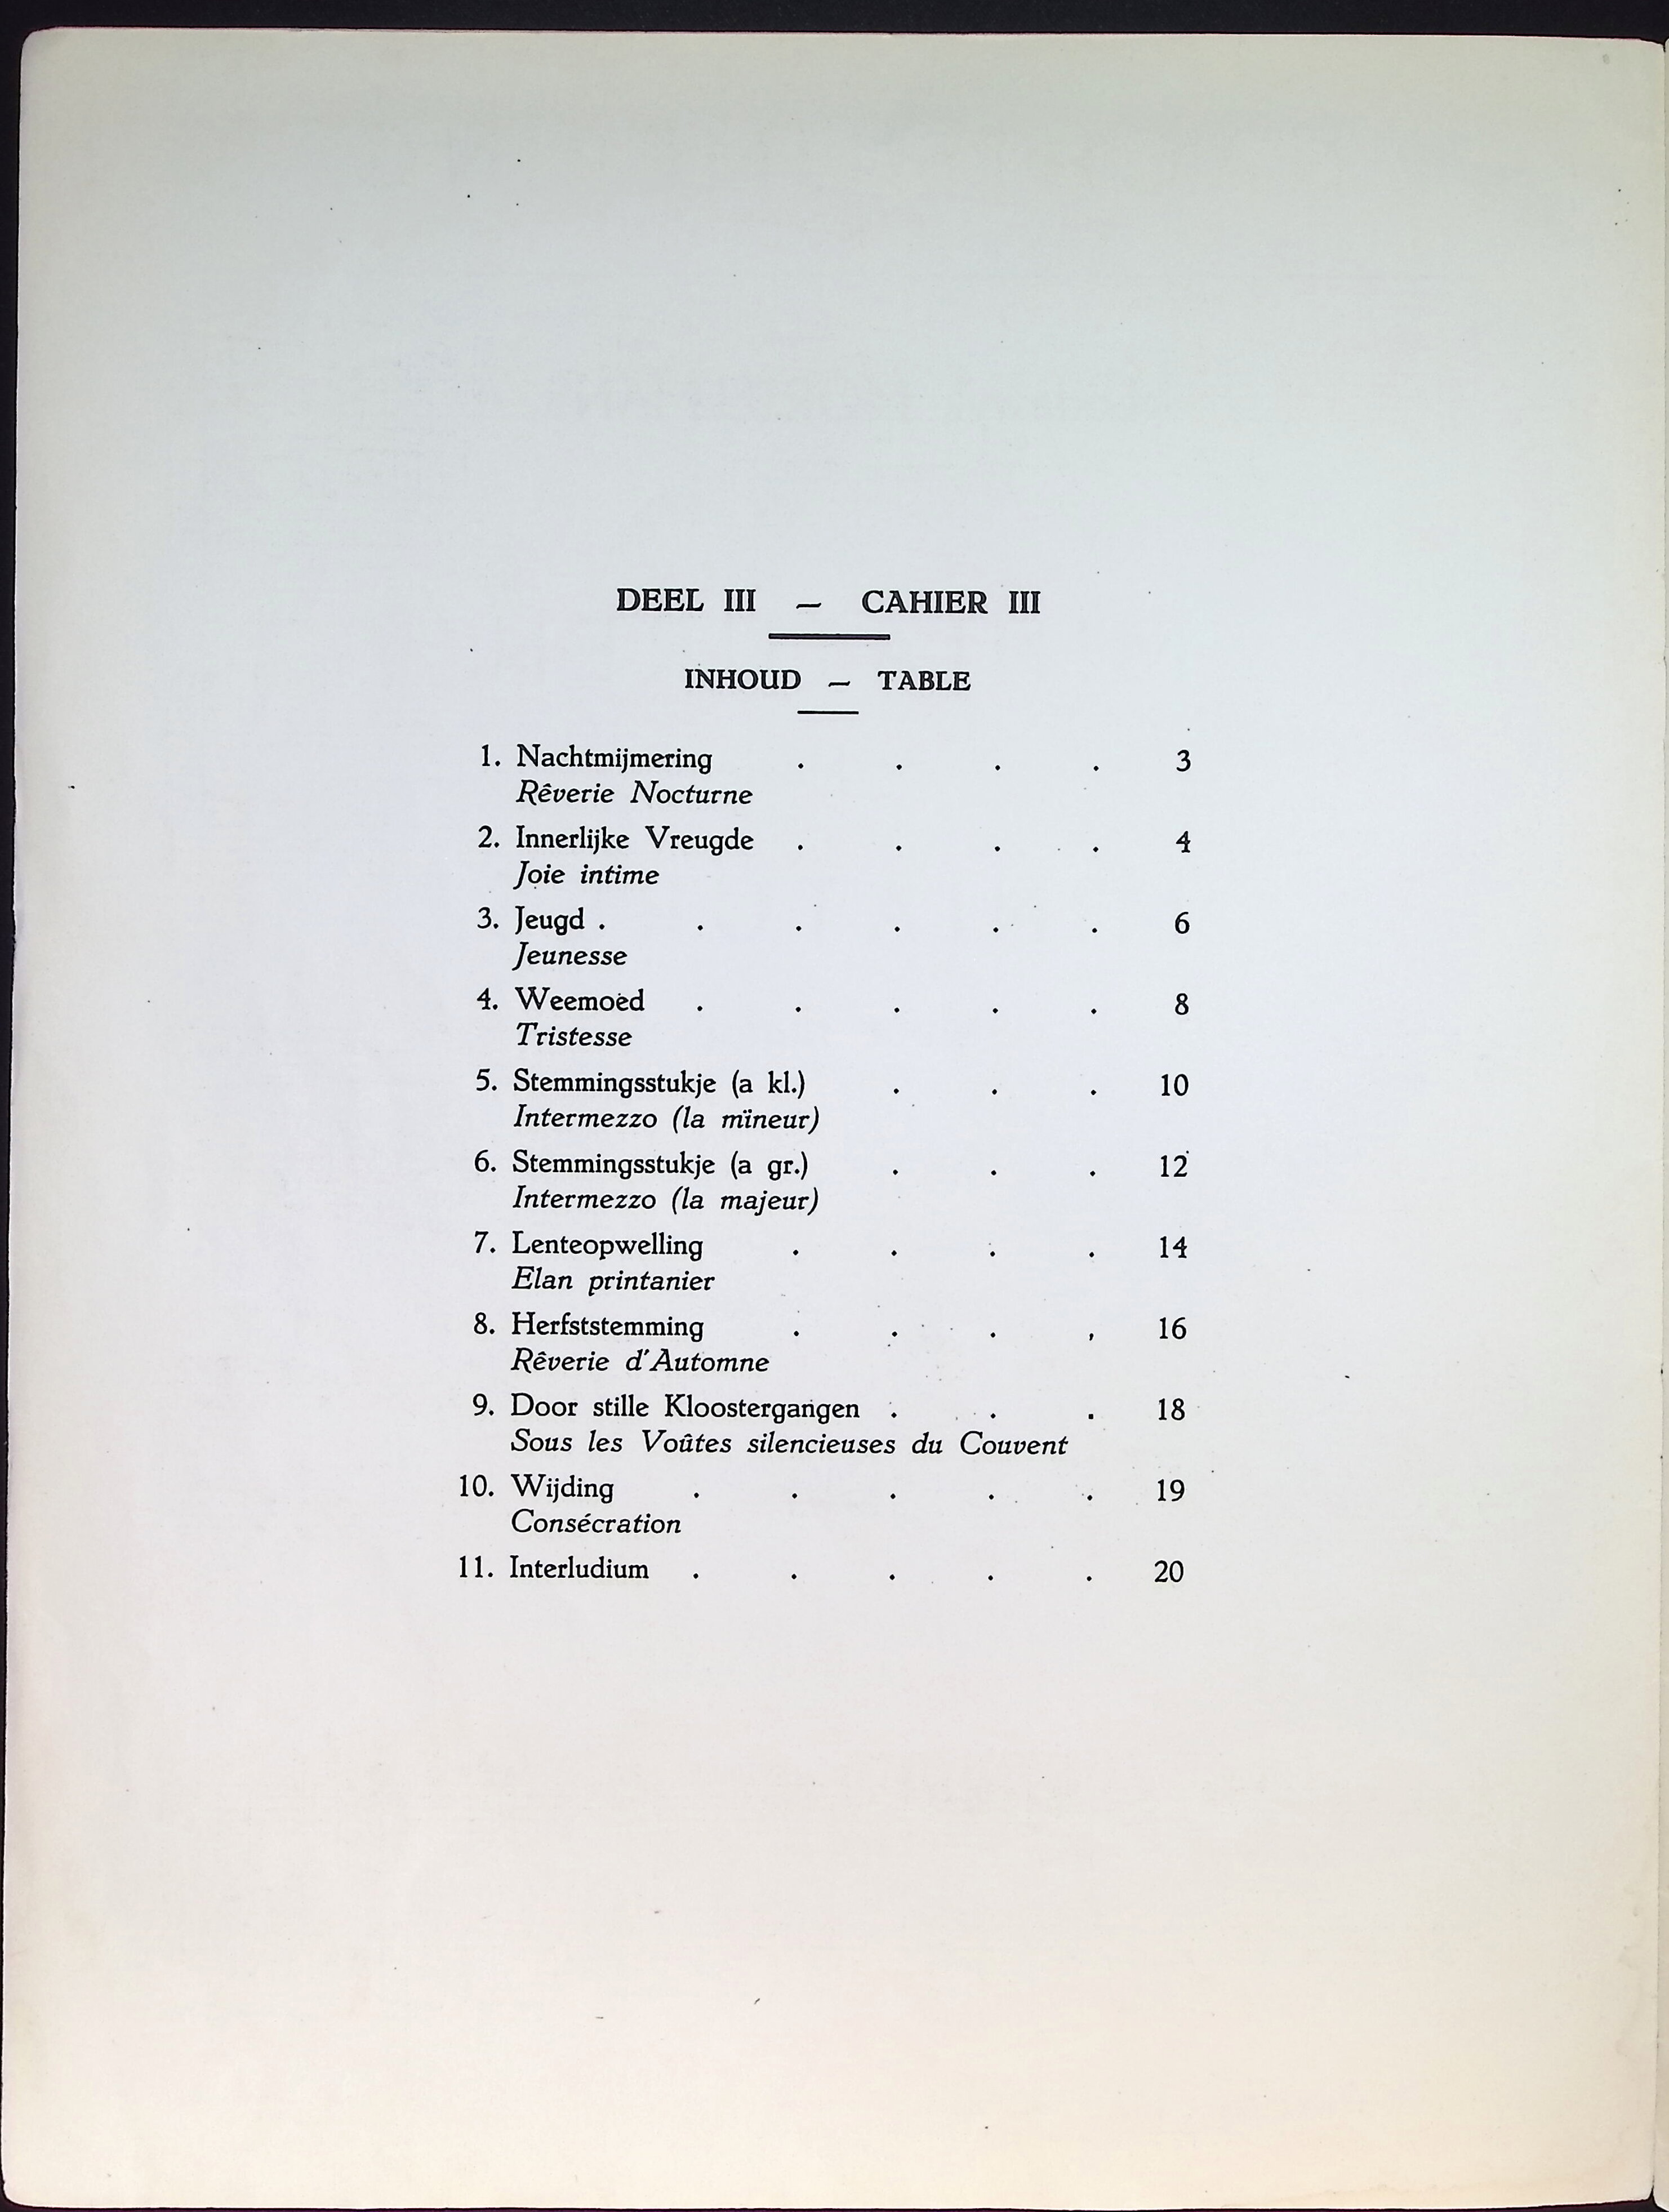 DEEL III — CAHIER III
INHOUD — TABLE
1. Nachtmijmering . . . . 3
Rêverie Nocturne
2. Innerlijke Vreugde . . . . 4
Joie intime
3. Jeugd . . . . . . 6
Jeunesse
4. Weemoed . . . . . 8
Tristesse
5. Stemmingsstukje (a kl.) . . . 10
Intermezzo (la mineur)
6. Stemmingsstukje (a gr.) . . . 12
Intermezzo (la majeur)
7. Lenteopwelling . . . . 14
Elan printanier
8. Herfststemming . . . . 16
Rêverie d'Automne
9. Door stille Kloostergangen . . . 18
Sous les Voûtes silencieuses du Couvent
10. Wijding . . . . . 19
Consécration
11. Interludium . . . . . 20